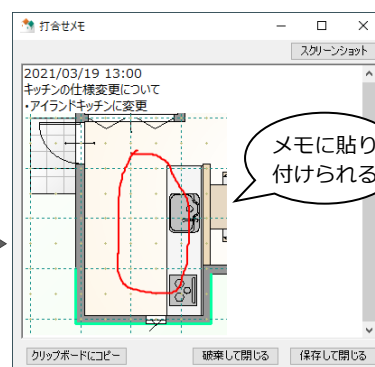 打合せメモ
スクリーンショット
2021/03/19 13:00
キッチンの仕様変更について
・アイランドキッチンに変更
メモに貼り
付けられる
クリップボードにコピー
破棄して閉じる
保存して閉じる